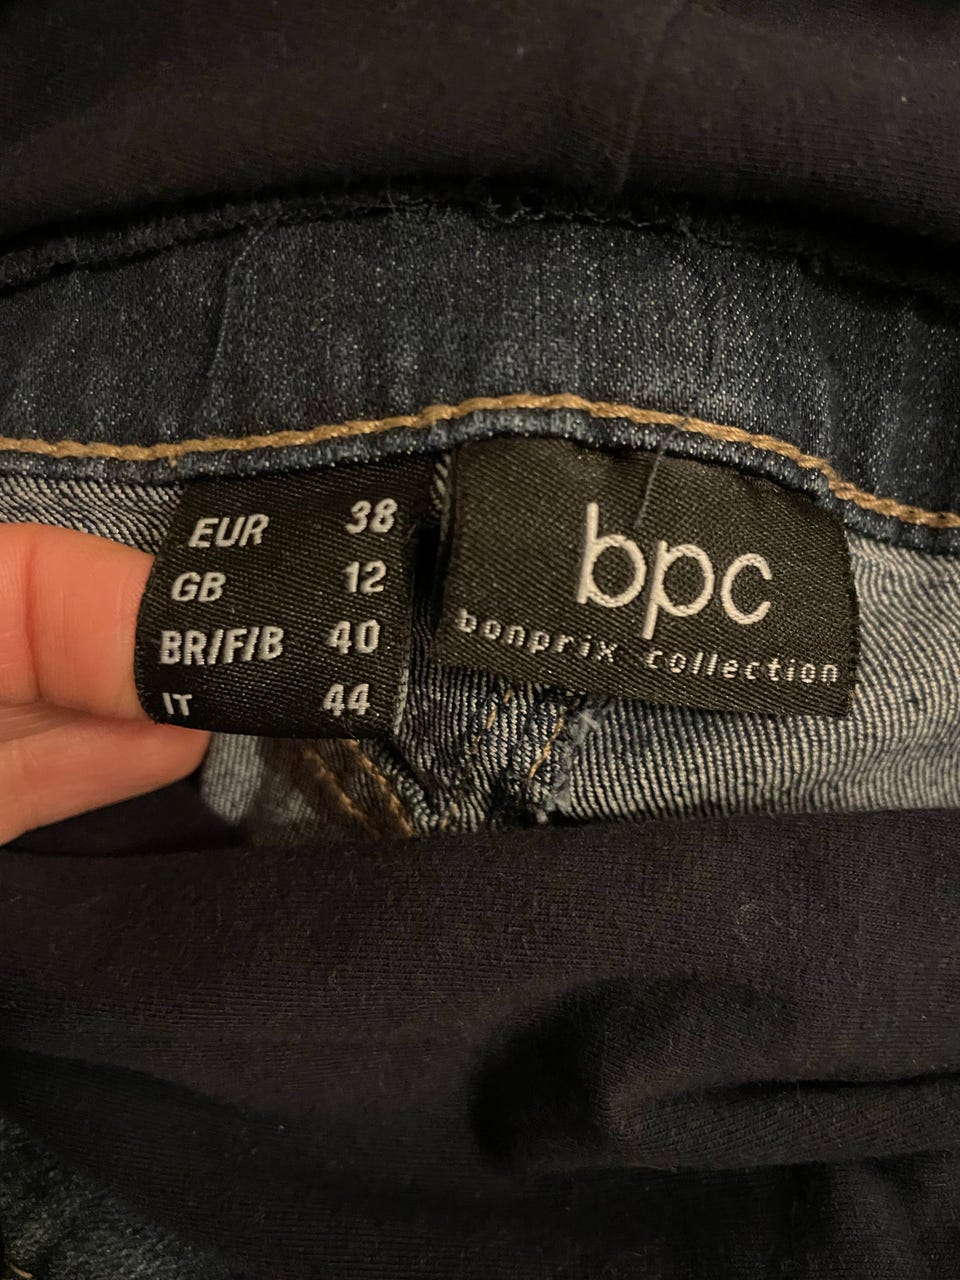 EUR 38
GB 12
BR/F/B 40
IT 44
bpc
bonprix collection